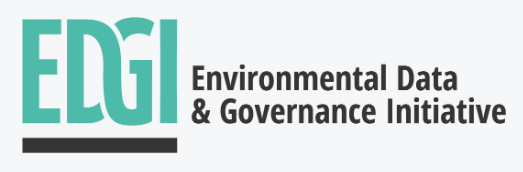 EDGI
Environmental Data
& Governance Initiative